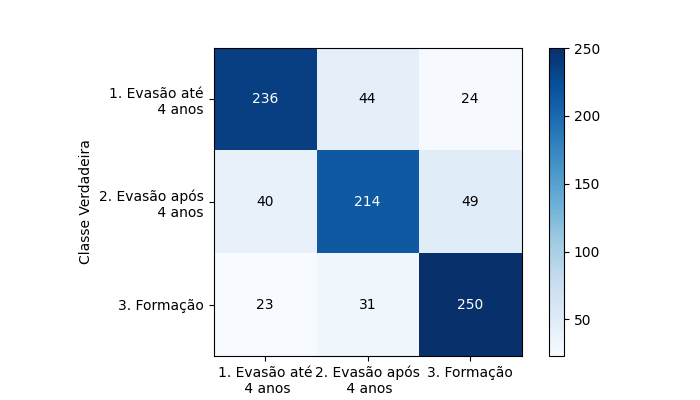 Classe Verdadeira
1. Evasão até
4 anos
236 44 24
2. Evasão após
4 anos
40 214 49
3. Formação
23 31 250
1. Evasão até
4 anos
2. Evasão após
4 anos
3. Formação
250
200
150
100
50